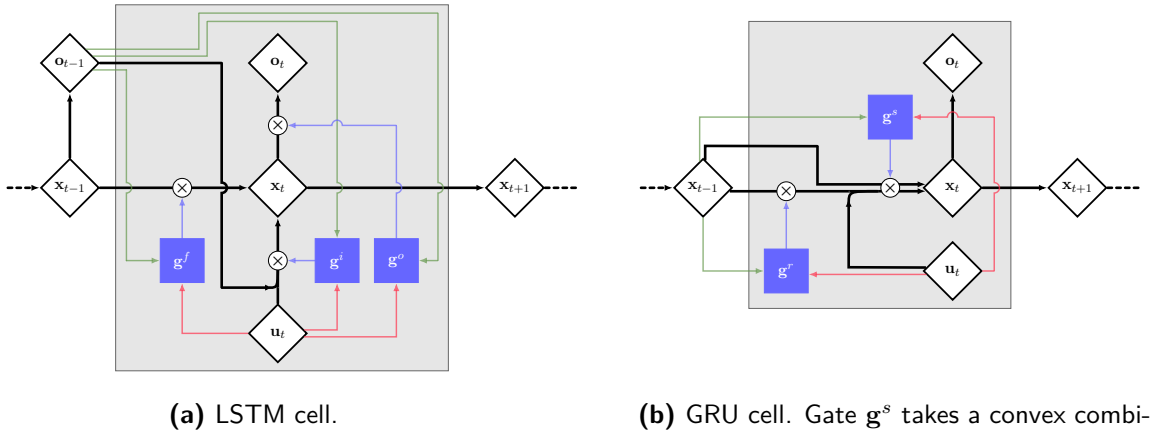 o_{t−1}
o_t
x_{t−1}
x_t
x_{t+1}
g^f
g^i
g^o
u_t
× × ×
(a) LSTM cell.
o_t
g^s
x_{t−1}
x_t
x_{t+1}
g^r
u_t
× ×
(b) GRU cell. Gate g^s takes a convex combi-